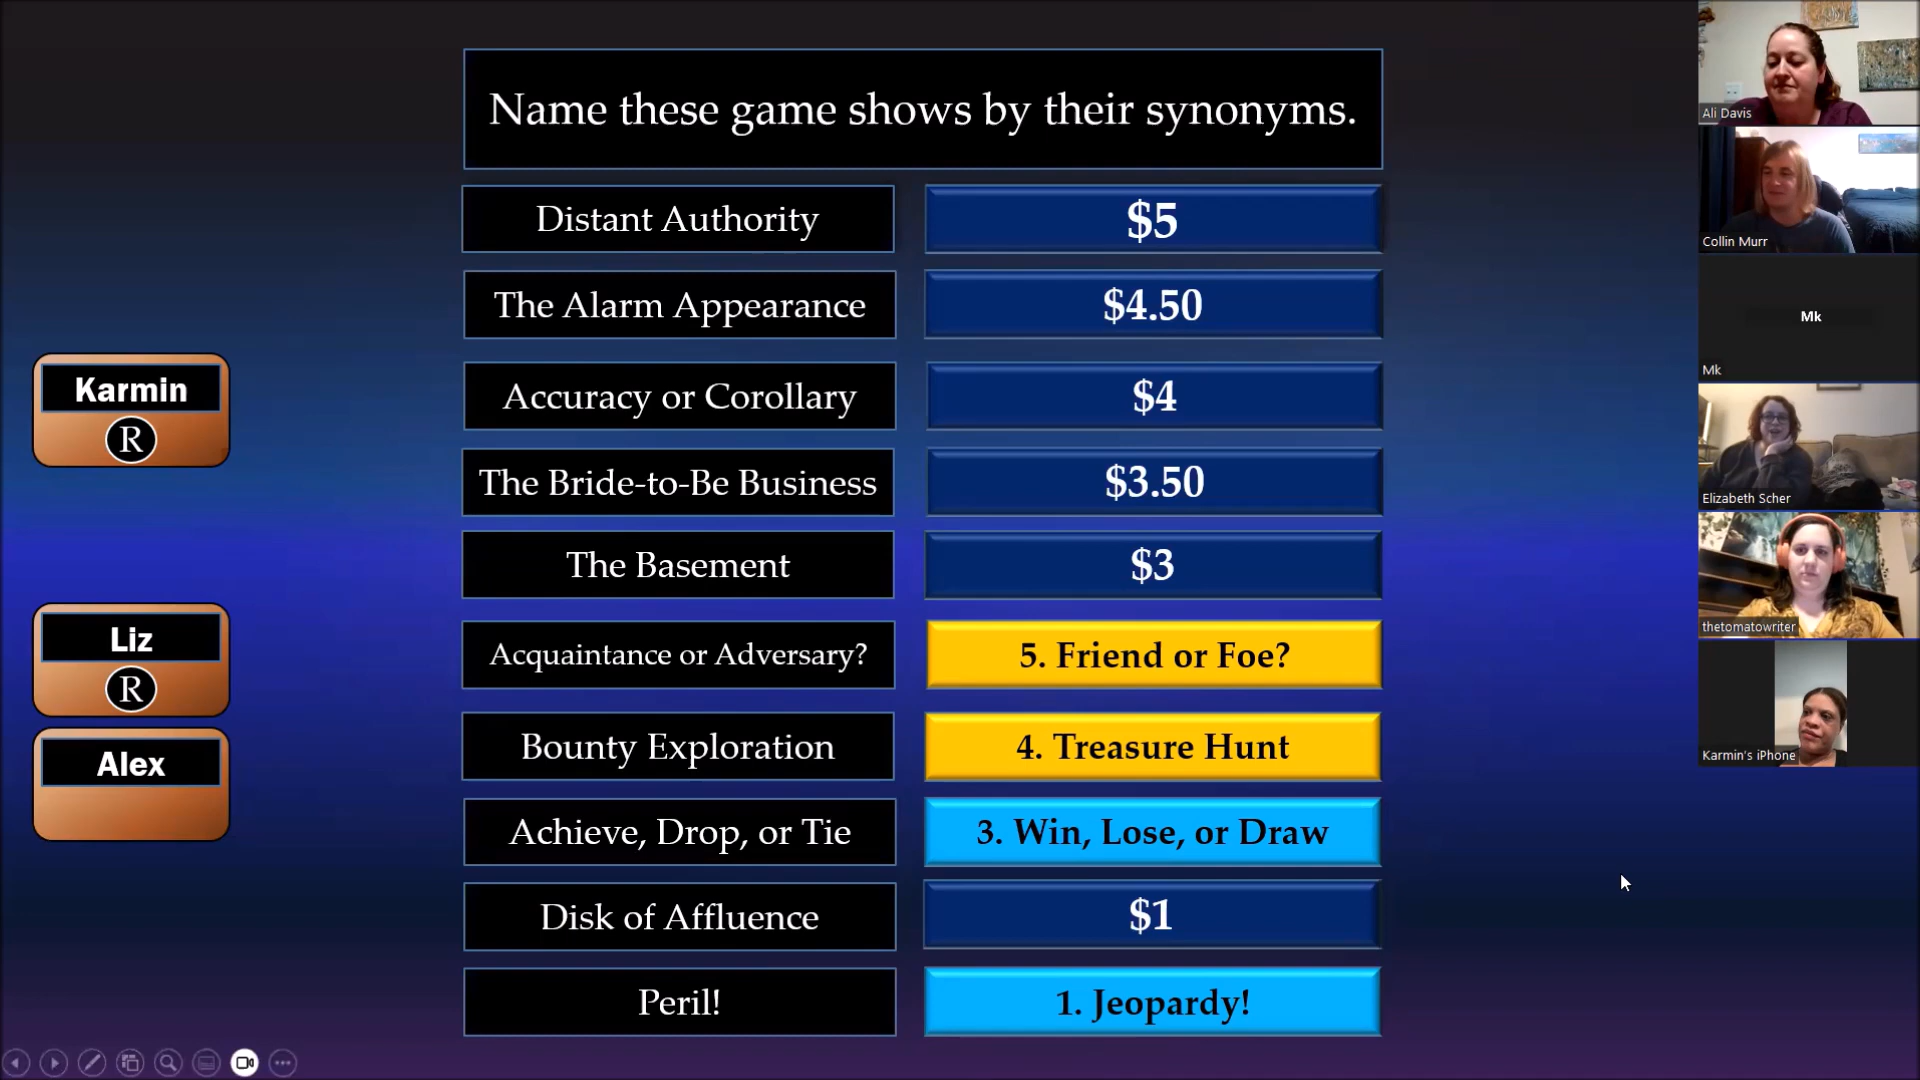 Name these game shows by their synonyms.
Distant Authority
$5
The Alarm Appearance
$4.50
Accuracy or Corollary
$4
The Bride-to-Be Business
$3.50
The Basement
$3
Acquaintance or Adversary?
5. Friend or Foe?
Bounty Exploration
4. Treasure Hunt
Achieve, Drop, or Tie
3. Win, Lose, or Draw
Disk of Affluence
$1
Peril!
1. Jeopardy!
Karmin
R
Liz
R
Alex
Ali Davis
Collin Murr
Mk
Mk
Elizabeth Scher
thetomatowriter
Karmin's iPhone